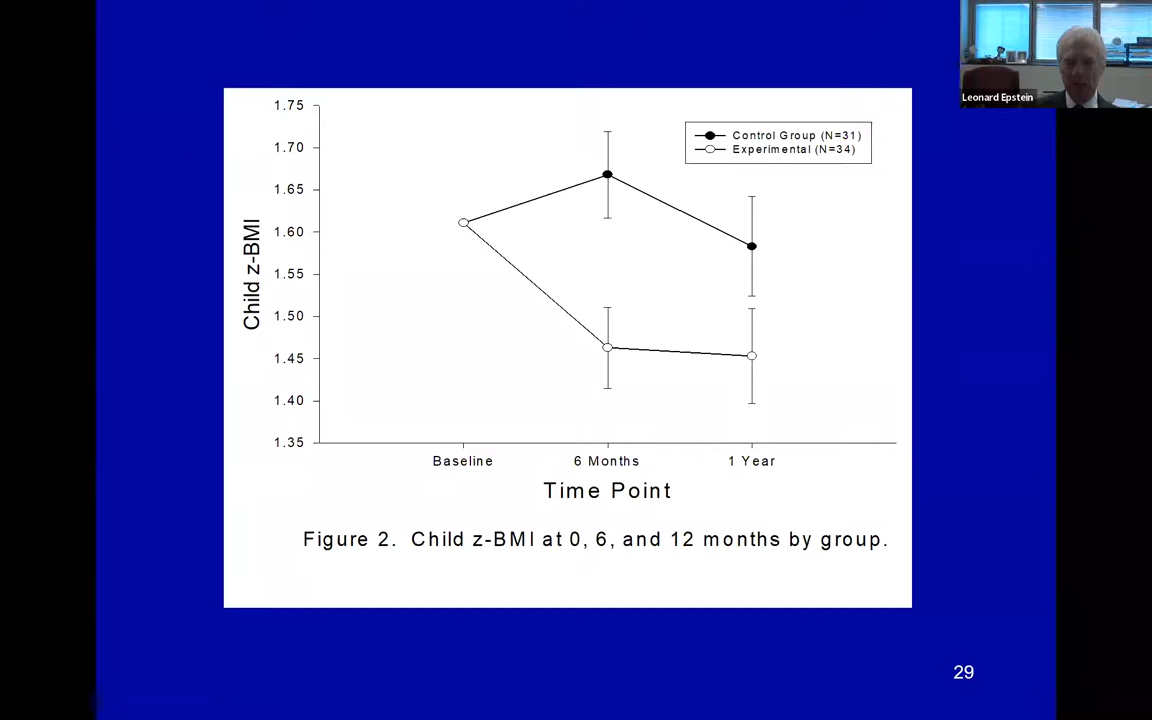 Leonard Epstein
1.75
1.70
1.65
1.60
1.55
1.50
1.45
1.40
1.35
Child z-BMI
Control Group (N=31)
Experimental (N=34)
Baseline
6 Months
1 Year
Time Point
Figure 2. Child z-BMI at 0, 6, and 12 months by group.
29